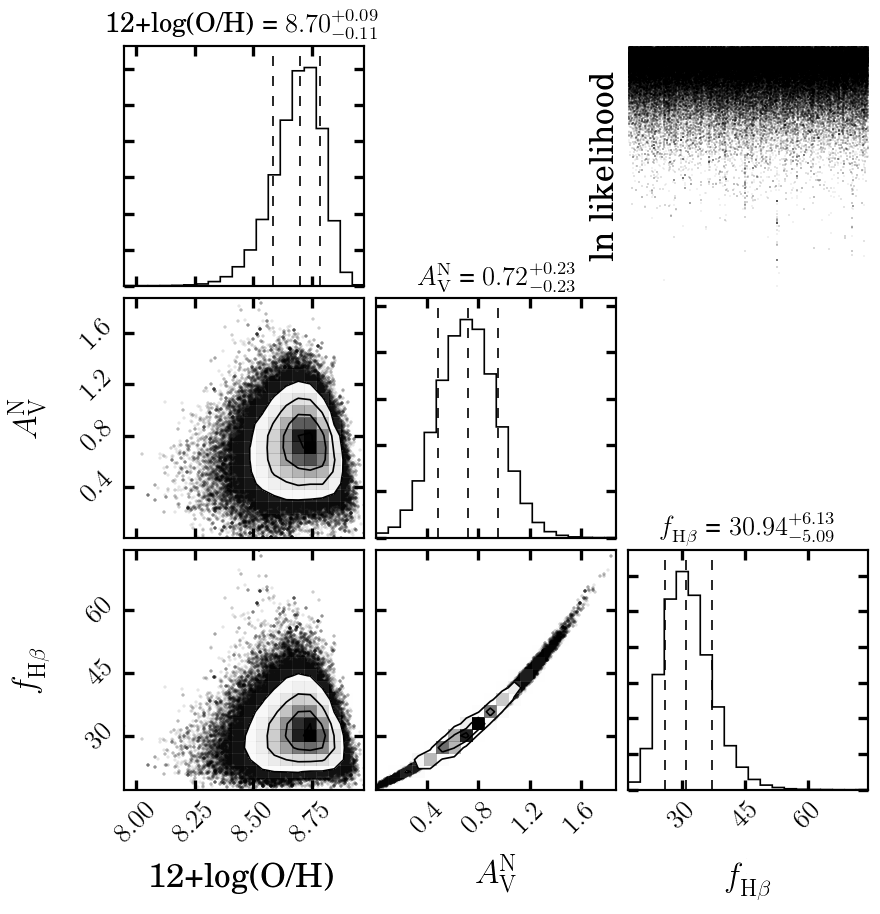 12+log(O/H) = 8.70^{+0.09}_{-0.11}
ln likelihood
A_V^N = 0.72^{+0.23}_{-0.23}
1.6
1.2
0.8
0.4
A_V^N
f_{Hβ} = 30.94^{+6.13}_{-5.09}
60
45
30
f_{Hβ}
8.00 8.25 8.50 8.75
0.4 0.8 1.2 1.6
30 45 60
12+log(O/H)
A_V^N
f_{Hβ}